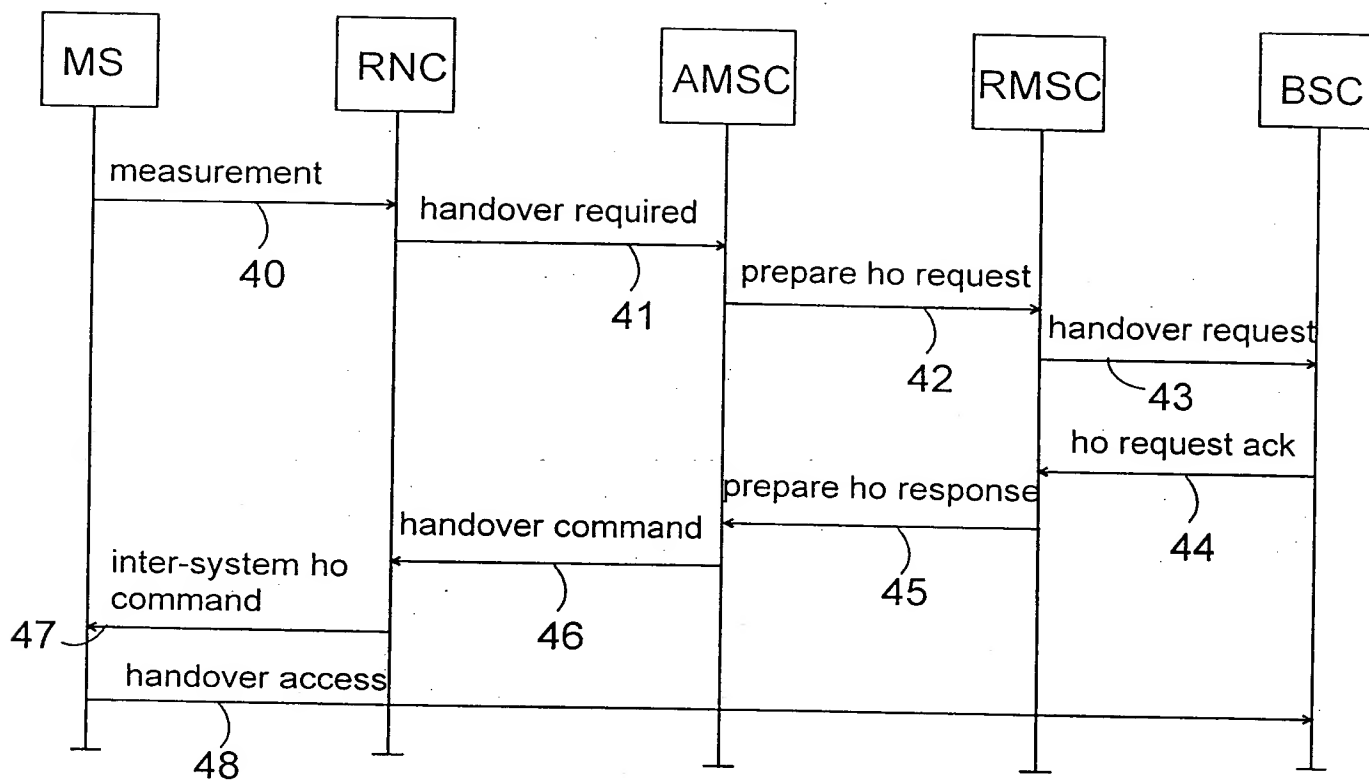 MS
RNC
AMSC
RMSC
BSC
measurement
40
handover required
41
prepare ho request
42
handover request
43
ho request ack
44
prepare ho response
45
handover command
46
inter-system ho
command
47
handover access
48